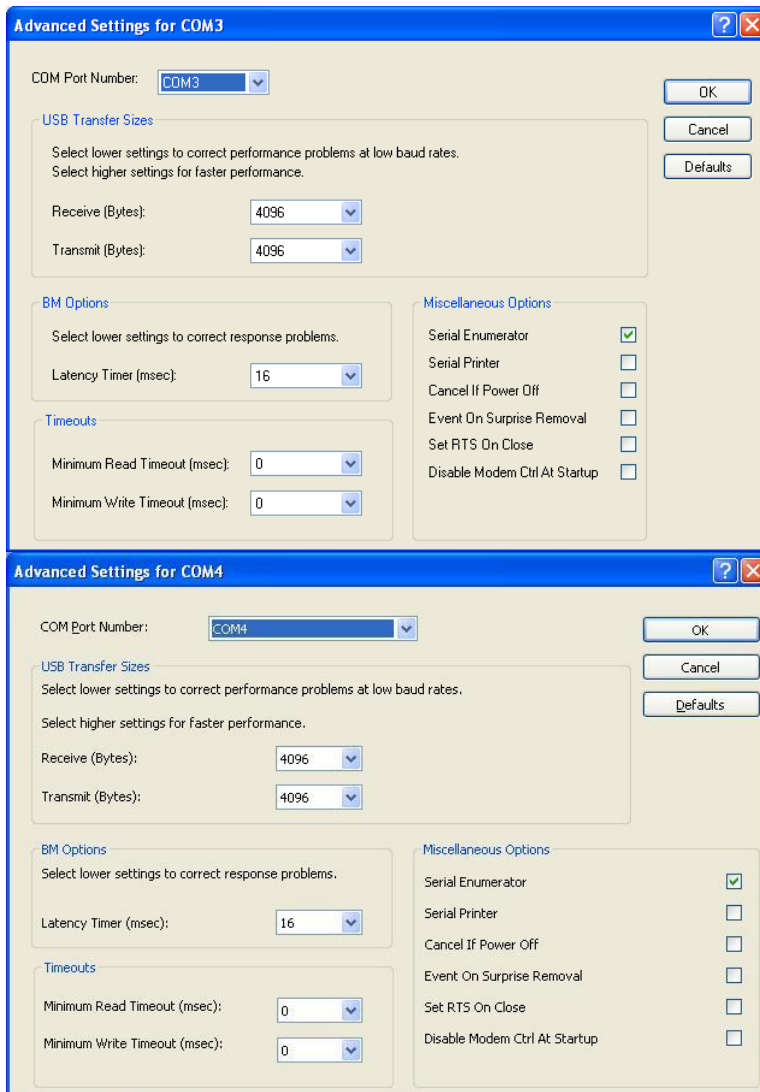 Advanced Settings for COM3
COM Port Number: COM3
OK
USB Transfer Sizes
Cancel
Select lower settings to correct performance problems at low baud rates.
Select higher settings for faster performance.
Defaults
Receive (Bytes): 4096
Transmit (Bytes): 4096
BM Options
Select lower settings to correct response problems.
Latency Timer (msec): 16
Timeouts
Minimum Read Timeout (msec): 0
Minimum Write Timeout (msec): 0
Miscellaneous Options
Serial Enumerator
Serial Printer
Cancel If Power Off
Event On Surprise Removal
Set RTS On Close
Disable Modem Ctrl At Startup
Advanced Settings for COM4
COM Port Number: COM4
OK
USB Transfer Sizes
Cancel
Select lower settings to correct performance problems at low baud rates.
Defaults
Select higher settings for faster performance.
Receive (Bytes): 4096
Transmit (Bytes): 4096
BM Options
Select lower settings to correct response problems.
Latency Timer (msec): 16
Timeouts
Minimum Read Timeout (msec): 0
Minimum Write Timeout (msec): 0
Miscellaneous Options
Serial Enumerator
Serial Printer
Cancel If Power Off
Event On Surprise Removal
Set RTS On Close
Disable Modem Ctrl At Startup